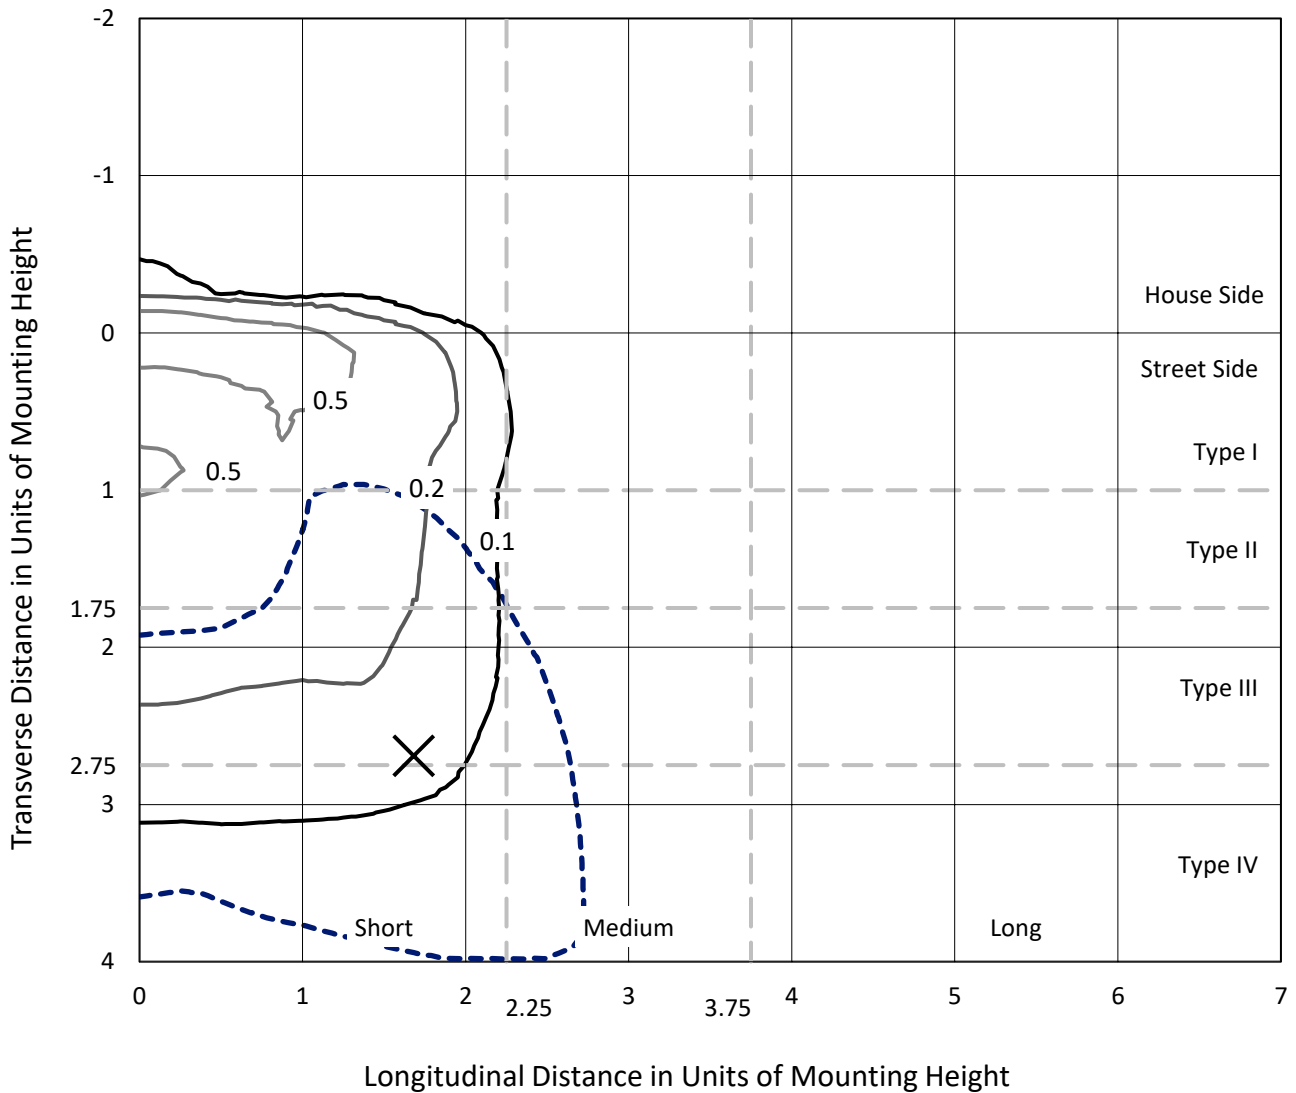 -2
-1
House Side
0
Street Side
0.5
Type I
0.5
0.2
1
0.1
Type II
1.75
2
Type III
2.75
3
Type IV
Short Medium Long
4
0 1 2 2.25 3 3.75 4 5 6 7
Longitudinal Distance in Units of Mounting Height
Transverse Distance in Units of Mounting Height